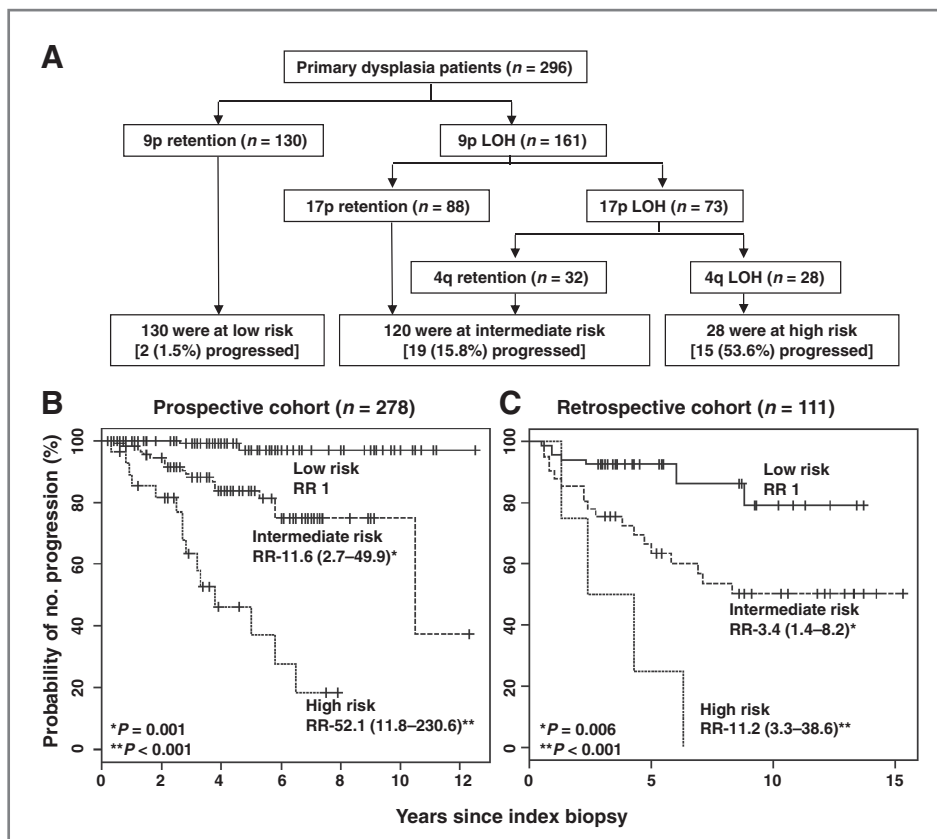 A
Primary dysplasia patients (n = 296)
9p retention (n = 130)
9p LOH (n = 161)
17p retention (n = 88)
17p LOH (n = 73)
4q retention (n = 32)
4q LOH (n = 28)
130 were at low risk
[2 (1.5%) progressed]
120 were at intermediate risk
[19 (15.8%) progressed]
28 were at high risk
[15 (53.6%) progressed]
B
Prospective cohort (n = 278)
Probability of no. progression (%)
100
80
60
40
20
0
Low risk
RR 1
Intermediate risk
RR-11.6 (2.7–49.9)*
High risk
RR-52.1 (11.8–230.6)**
*P = 0.001
**P < 0.001
0 2 4 6 8 10 12
C
Retrospective cohort (n = 111)
100
80
60
40
20
0
Low risk
RR 1
Intermediate risk
RR-3.4 (1.4–8.2)*
High risk
RR-11.2 (3.3–38.6)**
*P = 0.006
**P < 0.001
0 5 10 15
Years since index biopsy